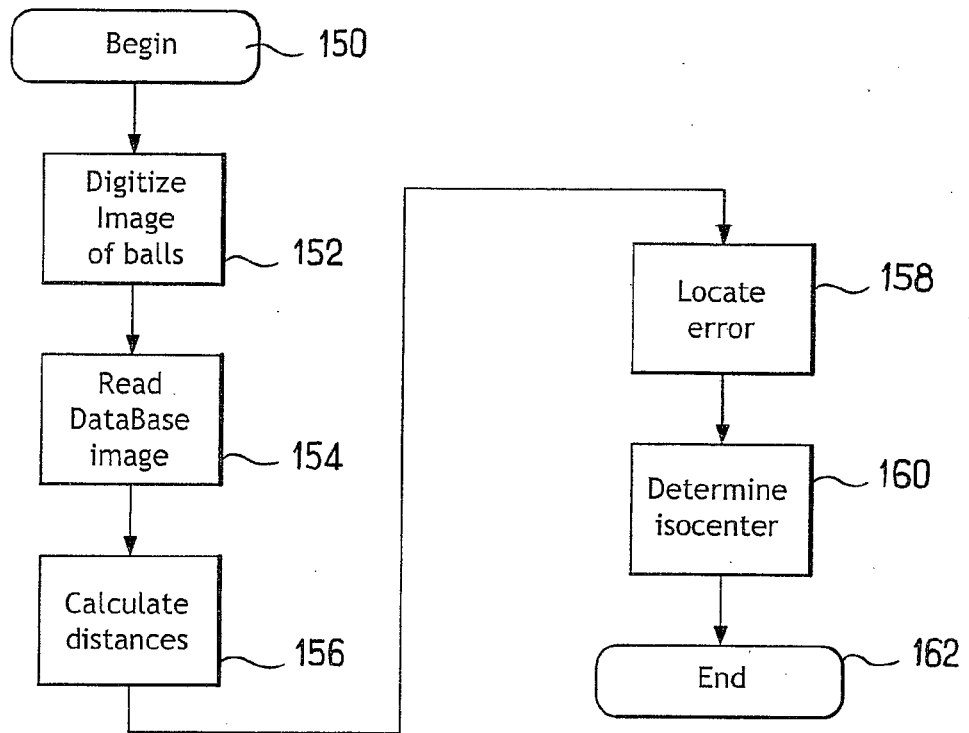 Begin
150
Digitize
Image
of balls
152
Read
DataBase
image
154
Calculate
distances
156
Locate
error
158
Determine
isocenter
160
End
162